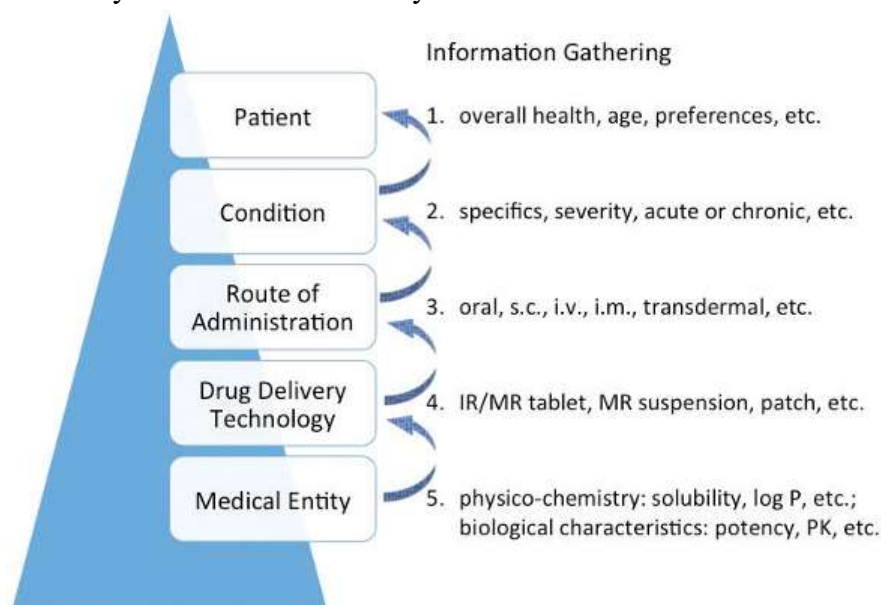 Information Gathering
Patient
1. overall health, age, preferences, etc.
Condition
2. specifics, severity, acute or chronic, etc.
Route of
Administration
3. oral, s.c., i.v., i.m., transdermal, etc.
Drug Delivery
Technology
4. IR/MR tablet, MR suspension, patch, etc.
Medical Entity
5. physico-chemistry: solubility, log P, etc.;
biological characteristics: potency, PK, etc.